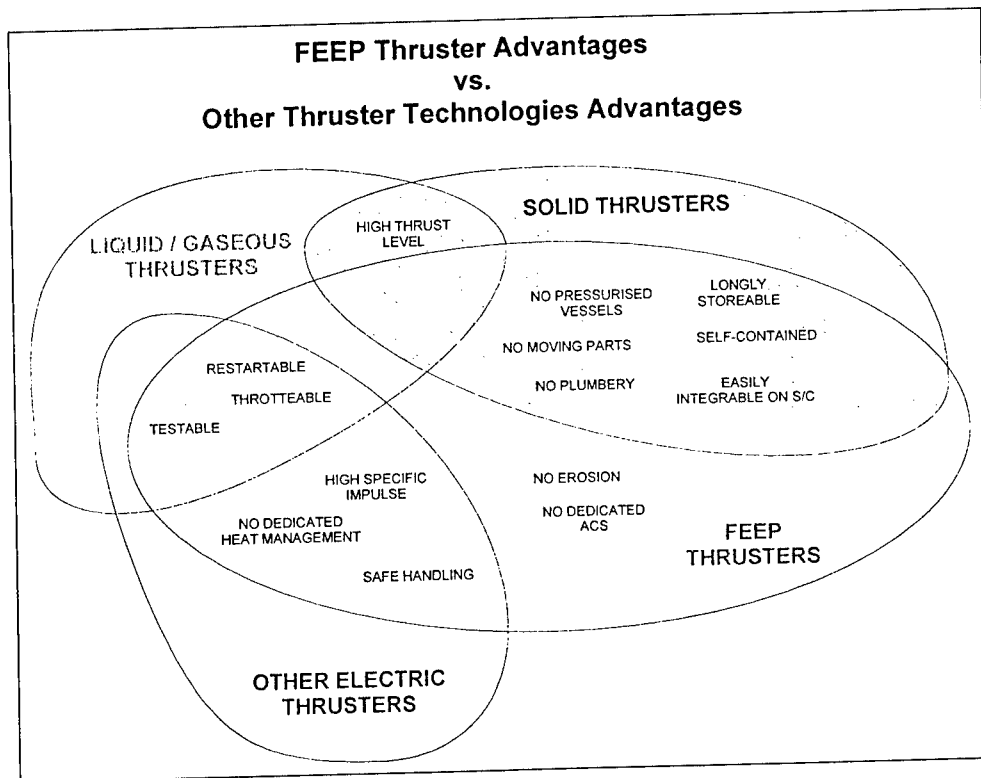 FEEP Thruster Advantages
vs.
Other Thruster Technologies Advantages
LIQUID / GASEOUS
THRUSTERS
HIGH THRUST
LEVEL
SOLID THRUSTERS
NO PRESSURISED
VESSELS
LONGLY
STOREABLE
NO MOVING PARTS
SELF-CONTAINED
NO PLUMBERY
EASILY
INTEGRABLE ON S/C
RESTARTABLE
THROTTEABLE
TESTABLE
HIGH SPECIFIC
IMPULSE
NO DEDICATED
HEAT MANAGEMENT
SAFE HANDLING
NO EROSION
NO DEDICATED
ACS
FEEP
THRUSTERS
OTHER ELECTRIC
THRUSTERS